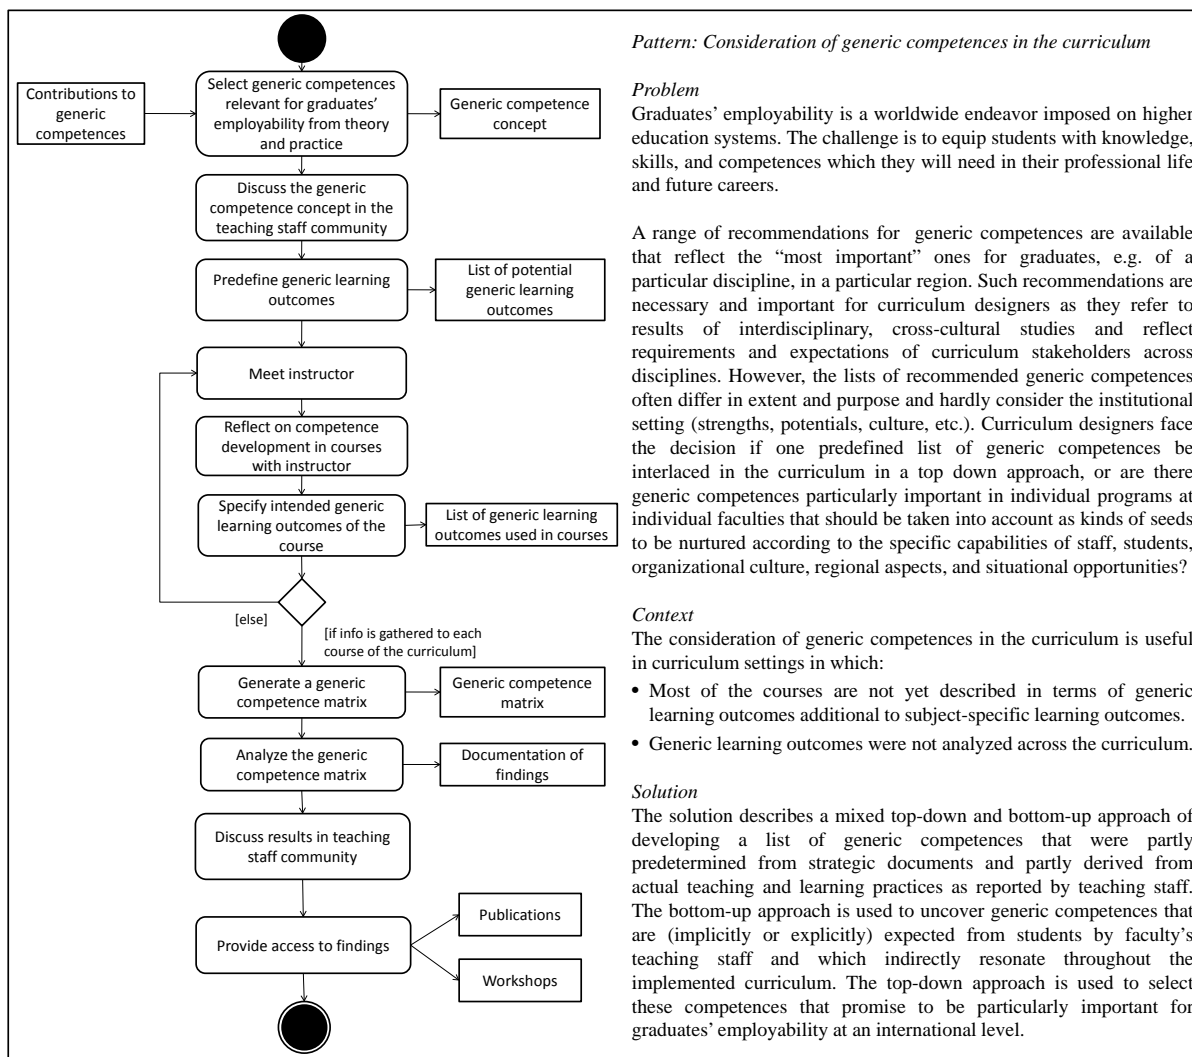 Contributions to
generic
competences
Select generic competences
relevant for graduates’
employability from theory
and practice
Generic competence
concept
Discuss the generic
competence concept in the
teaching staff community
Predefine generic learning
outcomes
List of potential
generic learning
outcomes
Meet instructor
Reflect on competence
development in courses
with instructor
Specify intended generic
learning outcomes of the
course
List of generic learning
outcomes used in courses
[else]
[if info is gathered to each
course of the curriculum]
Generate a generic
competence matrix
Generic competence
matrix
Analyze the generic
competence matrix
Documentation of
findings
Discuss results in teaching
staff community
Provide access to findings
Publications
Workshops
Pattern: Consideration of generic competences in the curriculum
Problem
Graduates’ employability is a worldwide endeavor imposed on higher
education systems. The challenge is to equip students with knowledge,
skills, and competences which they will need in their professional life
and future careers.
A range of recommendations for generic competences are available
that reflect the “most important” ones for graduates, e.g. of a
particular discipline, in a particular region. Such recommendations are
necessary and important for curriculum designers as they refer to
results of interdisciplinary, cross-cultural studies and reflect
requirements and expectations of curriculum stakeholders across
disciplines. However, the lists of recommended generic competences
often differ in extent and purpose and hardly consider the institutional
setting (strengths, potentials, culture, etc.). Curriculum designers face
the decision if one predefined list of generic competences be
interlaced in the curriculum in a top down approach, or are there
generic competences particularly important in individual programs at
individual faculties that should be taken into account as kinds of seeds
to be nurtured according to the specific capabilities of staff, students,
organizational culture, regional aspects, and situational opportunities?
Context
The consideration of generic competences in the curriculum is useful
in curriculum settings in which:
• Most of the courses are not yet described in terms of generic
learning outcomes additional to subject-specific learning outcomes.
• Generic learning outcomes were not analyzed across the curriculum.
Solution
The solution describes a mixed top-down and bottom-up approach of
developing a list of generic competences that were partly
predetermined from strategic documents and partly derived from
actual teaching and learning practices as reported by teaching staff.
The bottom-up approach is used to uncover generic competences that
are (implicitly or explicitly) expected from students by faculty’s
teaching staff and which indirectly resonate throughout the
implemented curriculum. The top-down approach is used to select
these competences that promise to be particularly important for
graduates’ employability at an international level.